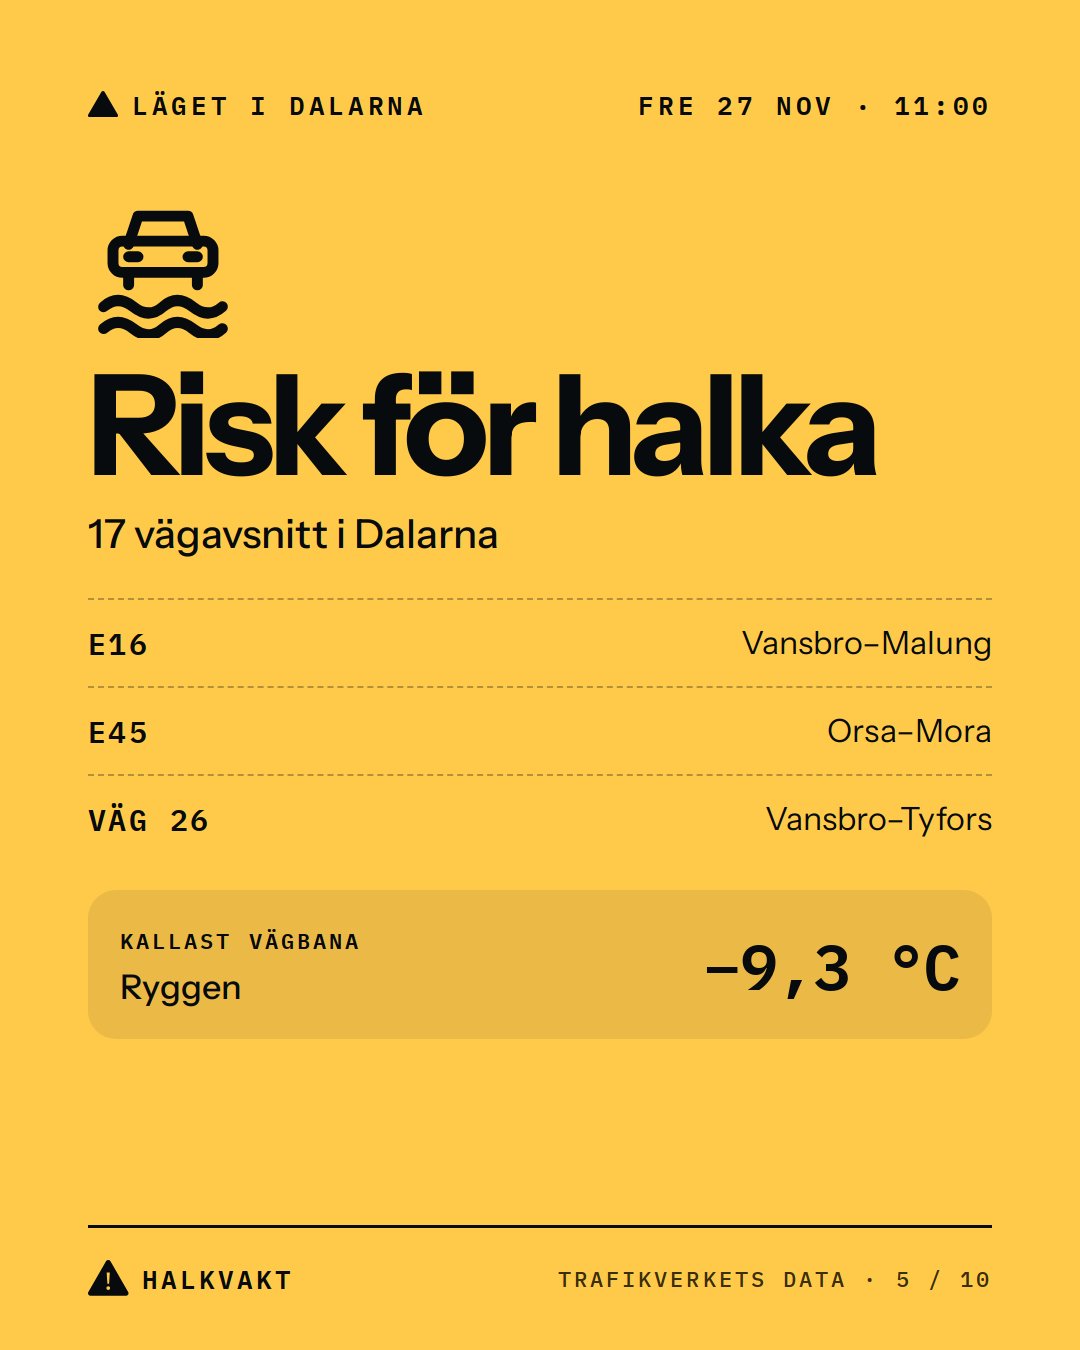 LÄGET I DALARNA
FRE 27 NOV · 11:00
Risk för halka
17 vägavsnitt i Dalarna
E16 Vansbro–Malung
E45 Orsa–Mora
VÄG 26 Vansbro–Tyfors
KALLAST VÄGBANA
Ryggen
−9,3 °C
HALKVAKT
TRAFIKVERKETS DATA · 5 / 10